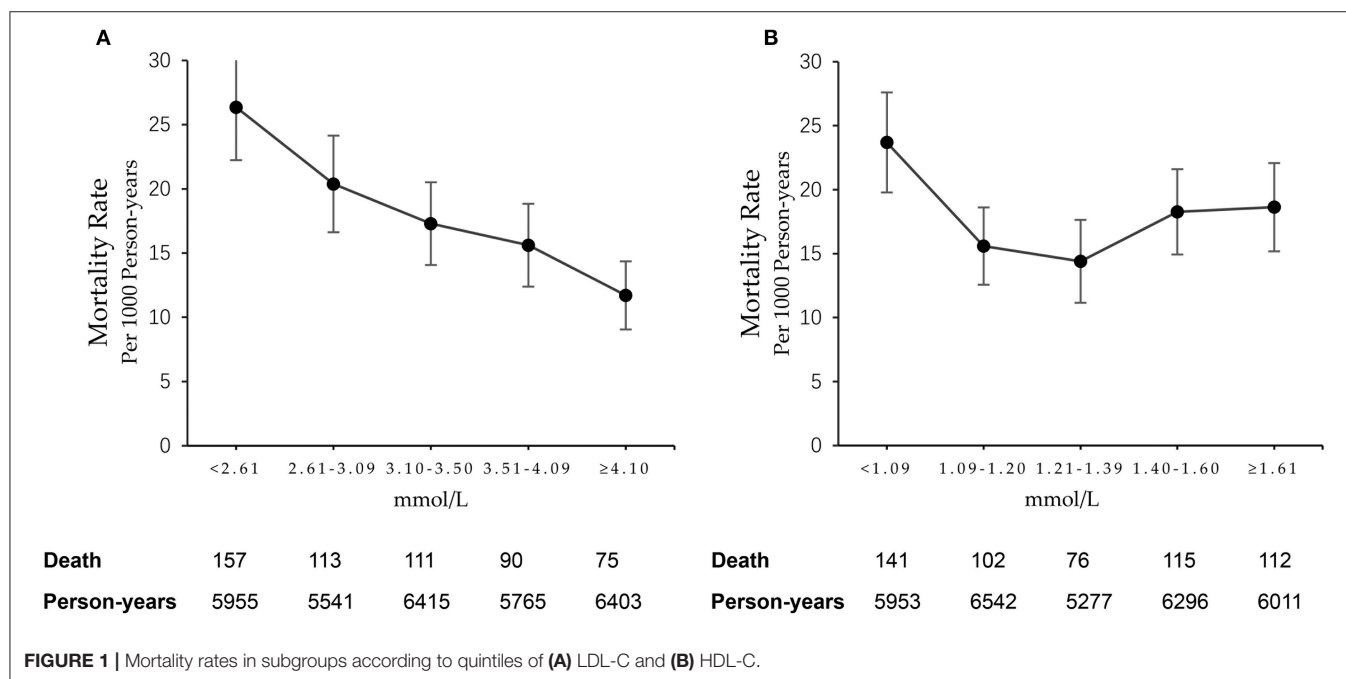 A
30
25
20
15
10
5
0
Mortality Rate
Per 1000 Person-years
<2.61 2.61-3.09 3.10-3.50 3.51-4.09 ≥4.10
mmol/L
Death 157 113 111 90 75
Person-years 5955 5541 6415 5765 6403
B
30
25
20
15
10
5
0
Mortality Rate
Per 1000 Person-years
<1.09 1.09-1.20 1.21-1.39 1.40-1.60 ≥1.61
mmol/L
Death 141 102 76 115 112
Person-years 5953 6542 5277 6296 6011
FIGURE 1 | Mortality rates in subgroups according to quintiles of (A) LDL-C and (B) HDL-C.